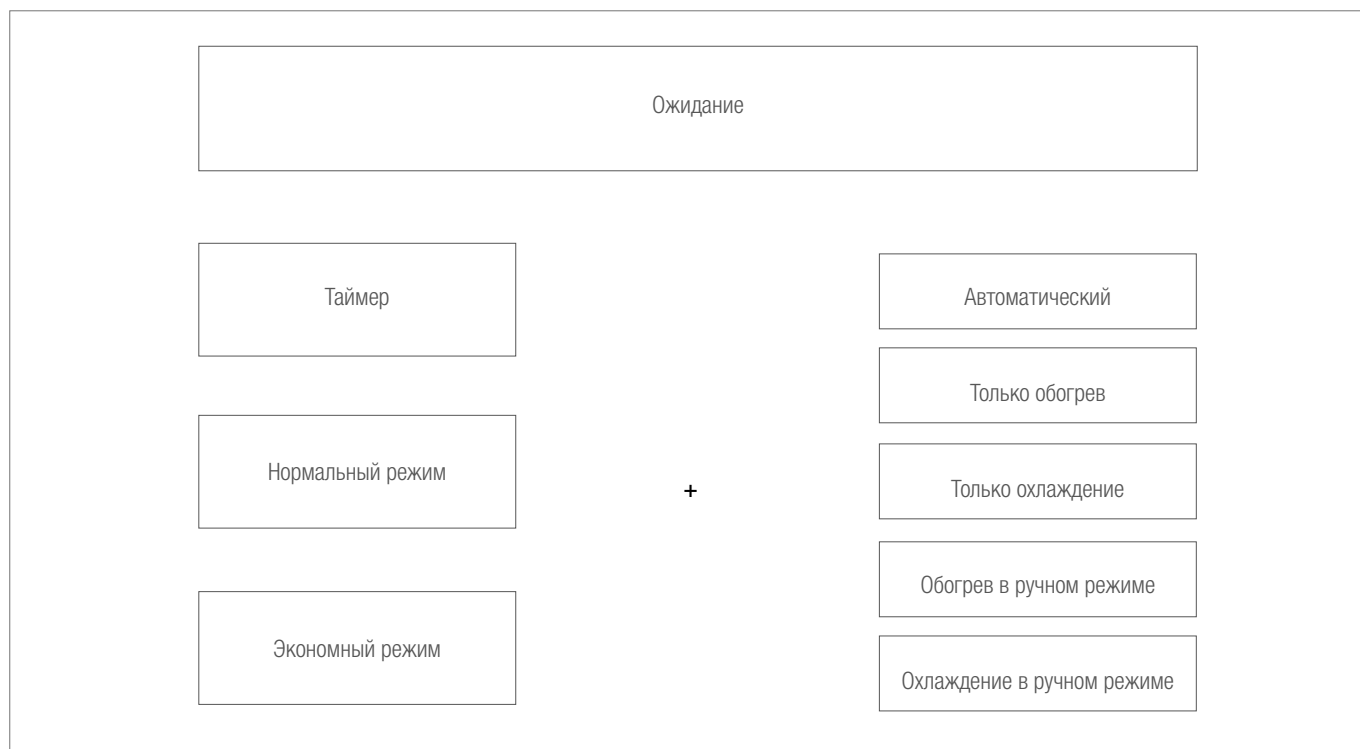 Ожидание
Таймер
Нормальный режим
Экономный режим
+
Автоматический
Только обогрев
Только охлаждение
Обогрев в ручном режиме
Охлаждение в ручном режиме